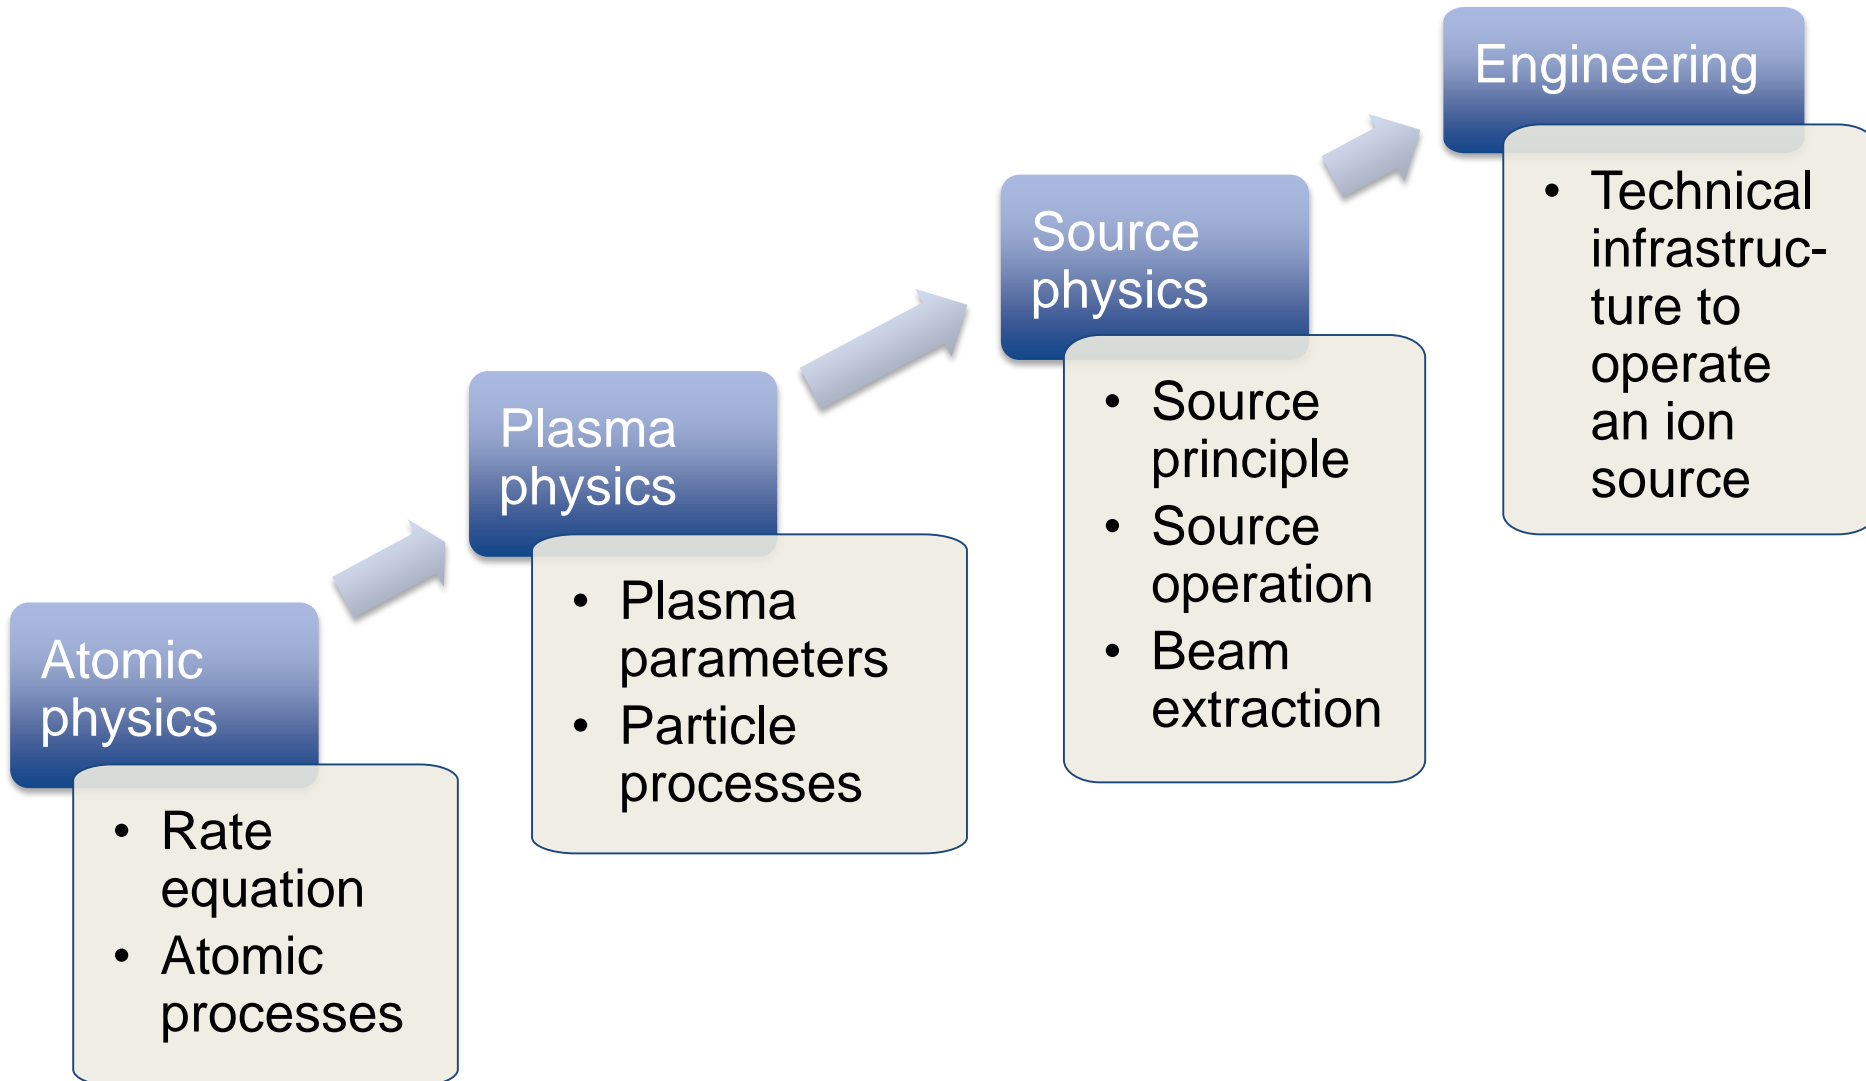 Engineering
• Technical
infrastruc-
ture to
operate
an ion
source
Source
physics
• Source
principle
• Source
operation
• Beam
extraction
Plasma
physics
• Plasma
parameters
• Particle
processes
Atomic
physics
• Rate
equation
• Atomic
processes